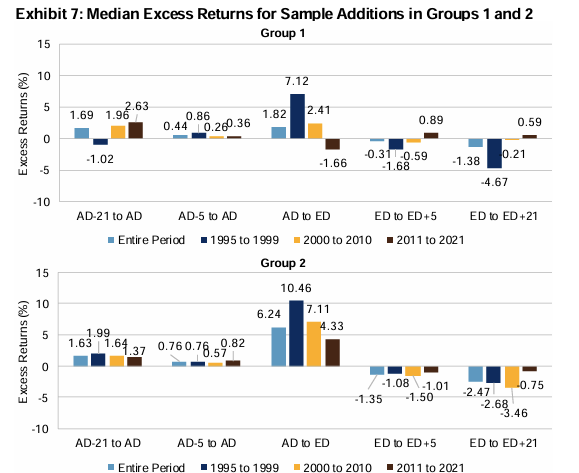 Exhibit 7: Median Excess Returns for Sample Additions in Groups 1 and 2
Group 1
Excess Returns (%)
15
10
5
0
-5
-10
1.69
-1.02
1.96
2.63
0.44
0.86
0.26
0.36
1.82
7.12
2.41
-1.66
-0.31
-1.68
-0.59
0.89
-1.38
-4.67
-0.21
0.59
AD-21 to AD
AD-5 to AD
AD to ED
ED to ED+5
ED to ED+21
Entire Period
1995 to 1999
2000 to 2010
2011 to 2021
Group 2
Excess Returns (%)
15
10
5
0
-5
-10
1.63
1.99
1.64
1.37
0.76
0.76
0.57
0.82
6.24
10.46
7.11
4.33
-1.35
-1.08
-1.50
-1.01
-2.47
-2.68
-3.46
-0.75
AD-21 to AD
AD-5 to AD
AD to ED
ED to ED+5
ED to ED+21
Entire Period
1995 to 1999
2000 to 2010
2011 to 2021